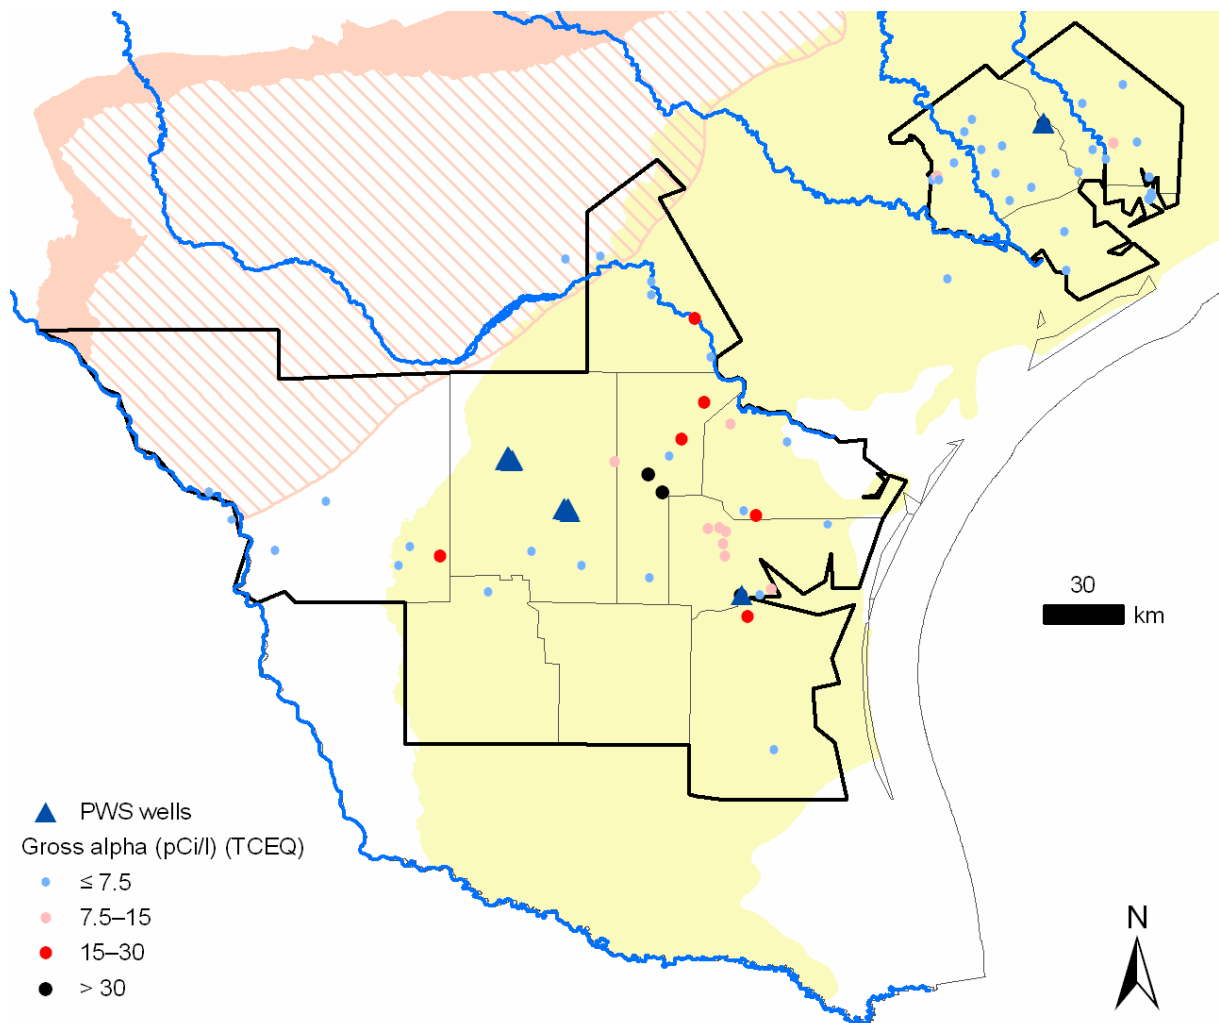 30
km
PWS wells
Gross alpha (pCi/l) (TCEQ)
≤ 7.5
7.5–15
15–30
> 30
N